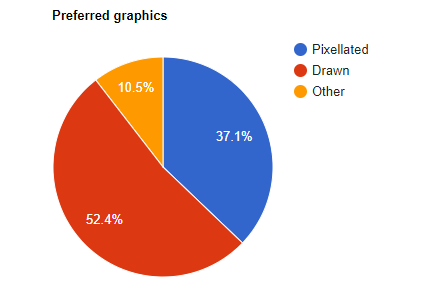 Preferred graphics
Pixellated
Drawn
Other
10.5%
37.1%
52.4%